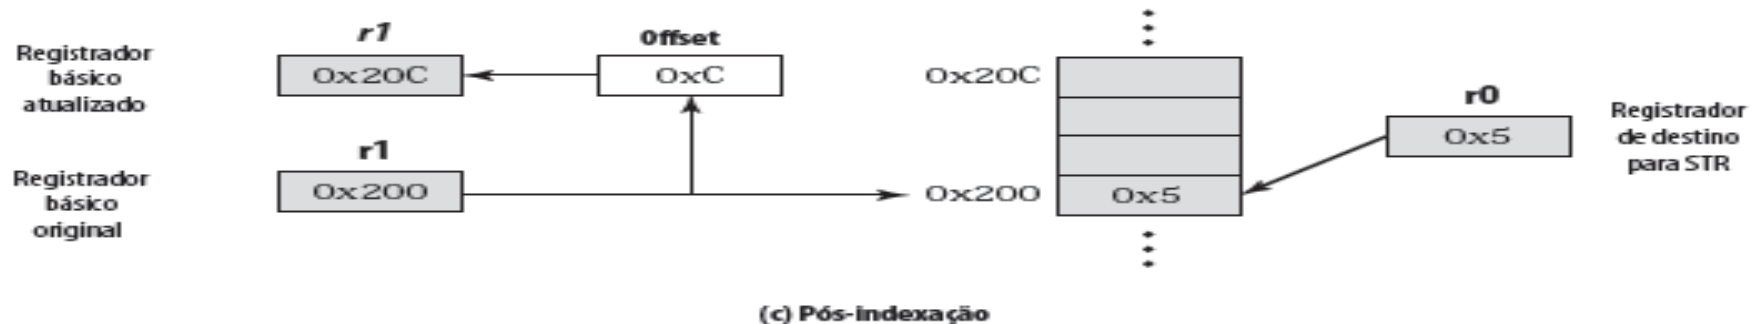 Registrador
básico
atualizado
r1
0x20C
Offset
0xC
0x20C
r0
0x5
Registrador
de destino
para STR
Registrador
básico
original
r1
0x200
0x200
0x5
(c) Pós-indexação